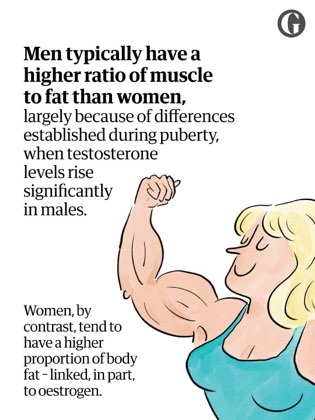 G
Men typically have a
higher ratio of muscle
to fat than women,
largely because of differences
established during puberty,
when testosterone
levels rise
significantly
in males.
Women, by
contrast, tend to
have a higher
proportion of body
fat - linked, in part,
to oestrogen.